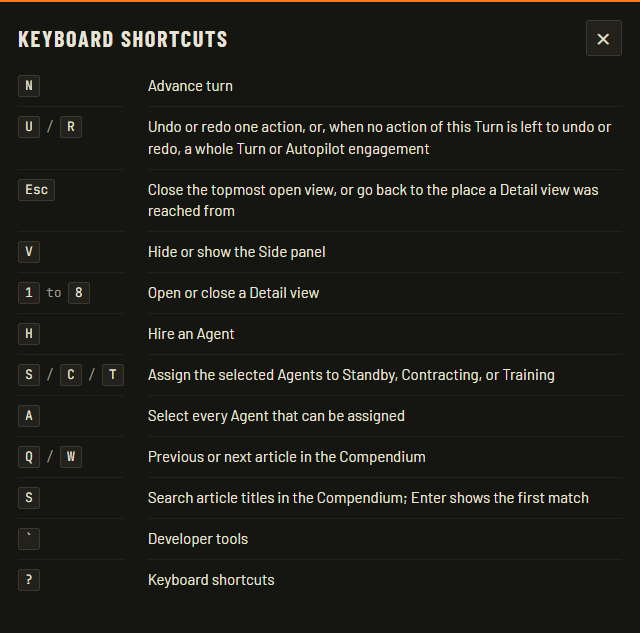 KEYBOARD SHORTCUTS ✕
N Advance turn
U / R Undo or redo one action, or, when no action of this Turn is left to undo or
redo, a whole Turn or Autopilot engagement
Esc Close the topmost open view, or go back to the place a Detail view was
reached from
V Hide or show the Side panel
1 to 8 Open or close a Detail view
H Hire an Agent
S / C / T Assign the selected Agents to Standby, Contracting, or Training
A Select every Agent that can be assigned
Q / W Previous or next article in the Compendium
S Search article titles in the Compendium; Enter shows the first match
` Developer tools
? Keyboard shortcuts